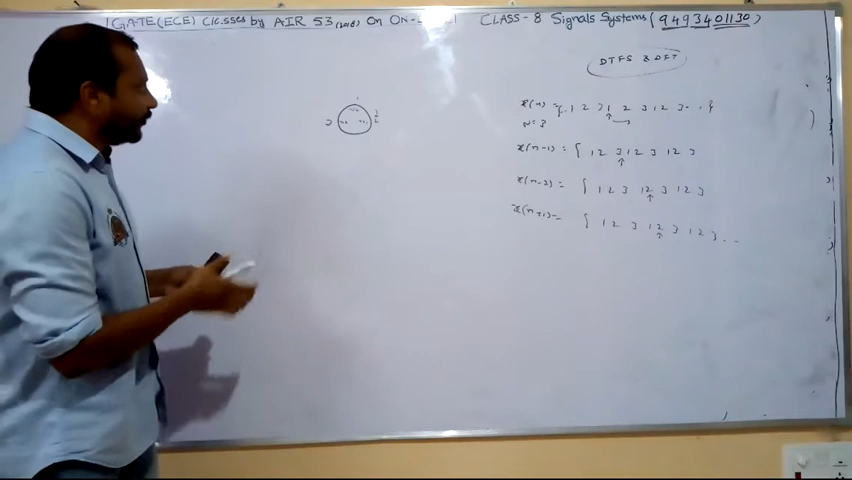 GATE(ECE) Classes by AIR 53(2018) On ON- CLASS- 8 Signals Systems (9493401130)
DTFS & DFT
x(n) = {.. 1 2 3 1 2 3 1 2 3 .. }
↑
N=3
x(n-1) = { 1 2 3 1 2 3 1 2 3
↑
x(n-2) = { 1 2 3 1 2 3 1 2 3
↑
x(n+1) = { 1 2 3 1 2 3 1 2 3 ...
↑